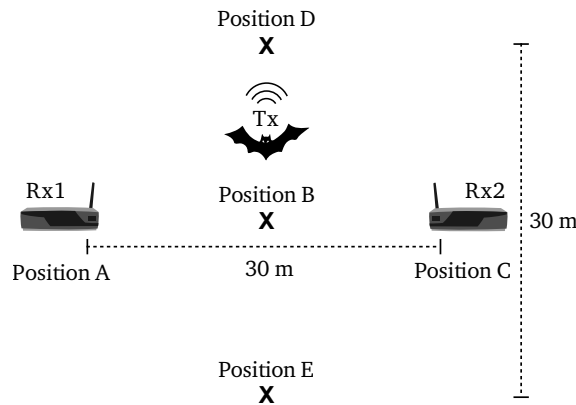 Position D
X
Tx
Rx1
Position B
Rx2
X
30 m
Position A
30 m
Position C
Position E
X